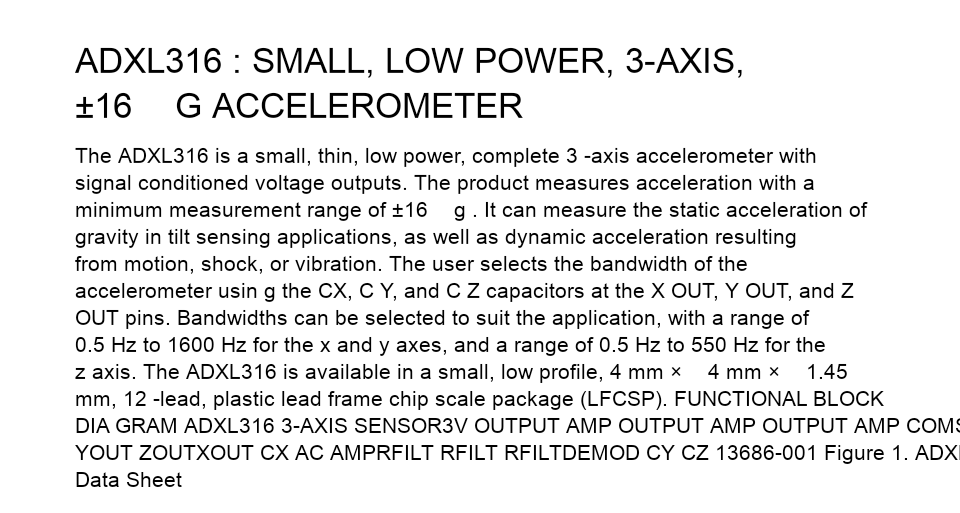 ADXL316 : SMALL, LOW POWER, 3-AXIS,
±16 G ACCELEROMETER
The ADXL316 is a small, thin, low power, complete 3 -axis accelerometer with
signal conditioned voltage outputs. The product measures acceleration with a
minimum measurement range of ±16 g . It can measure the static acceleration of
gravity in tilt sensing applications, as well as dynamic acceleration resulting
from motion, shock, or vibration. The user selects the bandwidth of the
accelerometer usin g the CX, C Y, and C Z capacitors at the X OUT, Y OUT, and Z
OUT pins. Bandwidths can be selected to suit the application, with a range of
0.5 Hz to 1600 Hz for the x and y axes, and a range of 0.5 Hz to 550 Hz for the
z axis. The ADXL316 is available in a small, low profile, 4 mm × 4 mm × 1.45
mm, 12 -lead, plastic lead frame chip scale package (LFCSP). FUNCTIONAL BLOCK
DIA GRAM ADXL316 3-AXIS SENSOR3V OUTPUT AMP OUTPUT AMP OUTPUT AMP
YOUT ZOUTXOUT CX AC AMPRFILT RFILT RFILTDEMOD CY CZ 13686-001 Figure 1.
Data Sheet